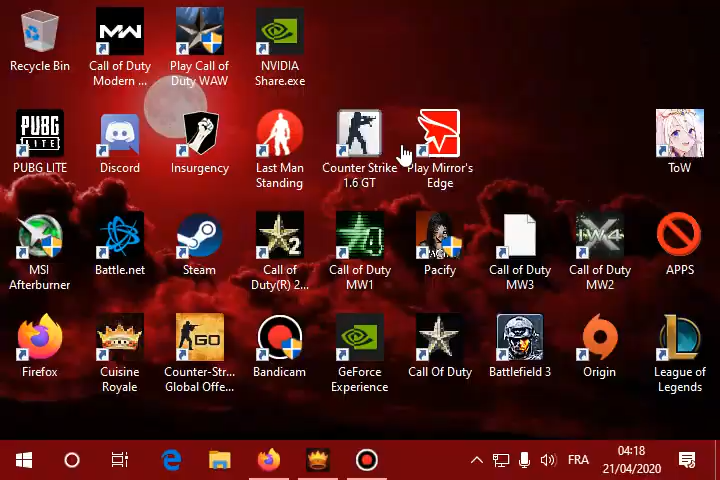 Recycle Bin
Call of Duty
Modern ...
Play Call of
Duty WAW
NVIDIA
Share.exe
PUBG
LITE
PUBG LITE
Discord
Insurgency
Last Man
Standing
Counter Strike
1.6 GT
Play Mirror's
Edge
ToW
MSI
Afterburner
Battle.net
Steam
2
Call of
Duty(R) 2...
4
Call of Duty
MW1
Pacify
Call of Duty
MW3
IW4
Call of Duty
MW2
APPS
Firefox
Cuisine
Royale
GO
Counter-Str...
Global Offe...
Bandicam
GeForce
Experience
Call Of Duty
Battlefield 3
Origin
L
League of
Legends
FRA
04:18
21/04/2020